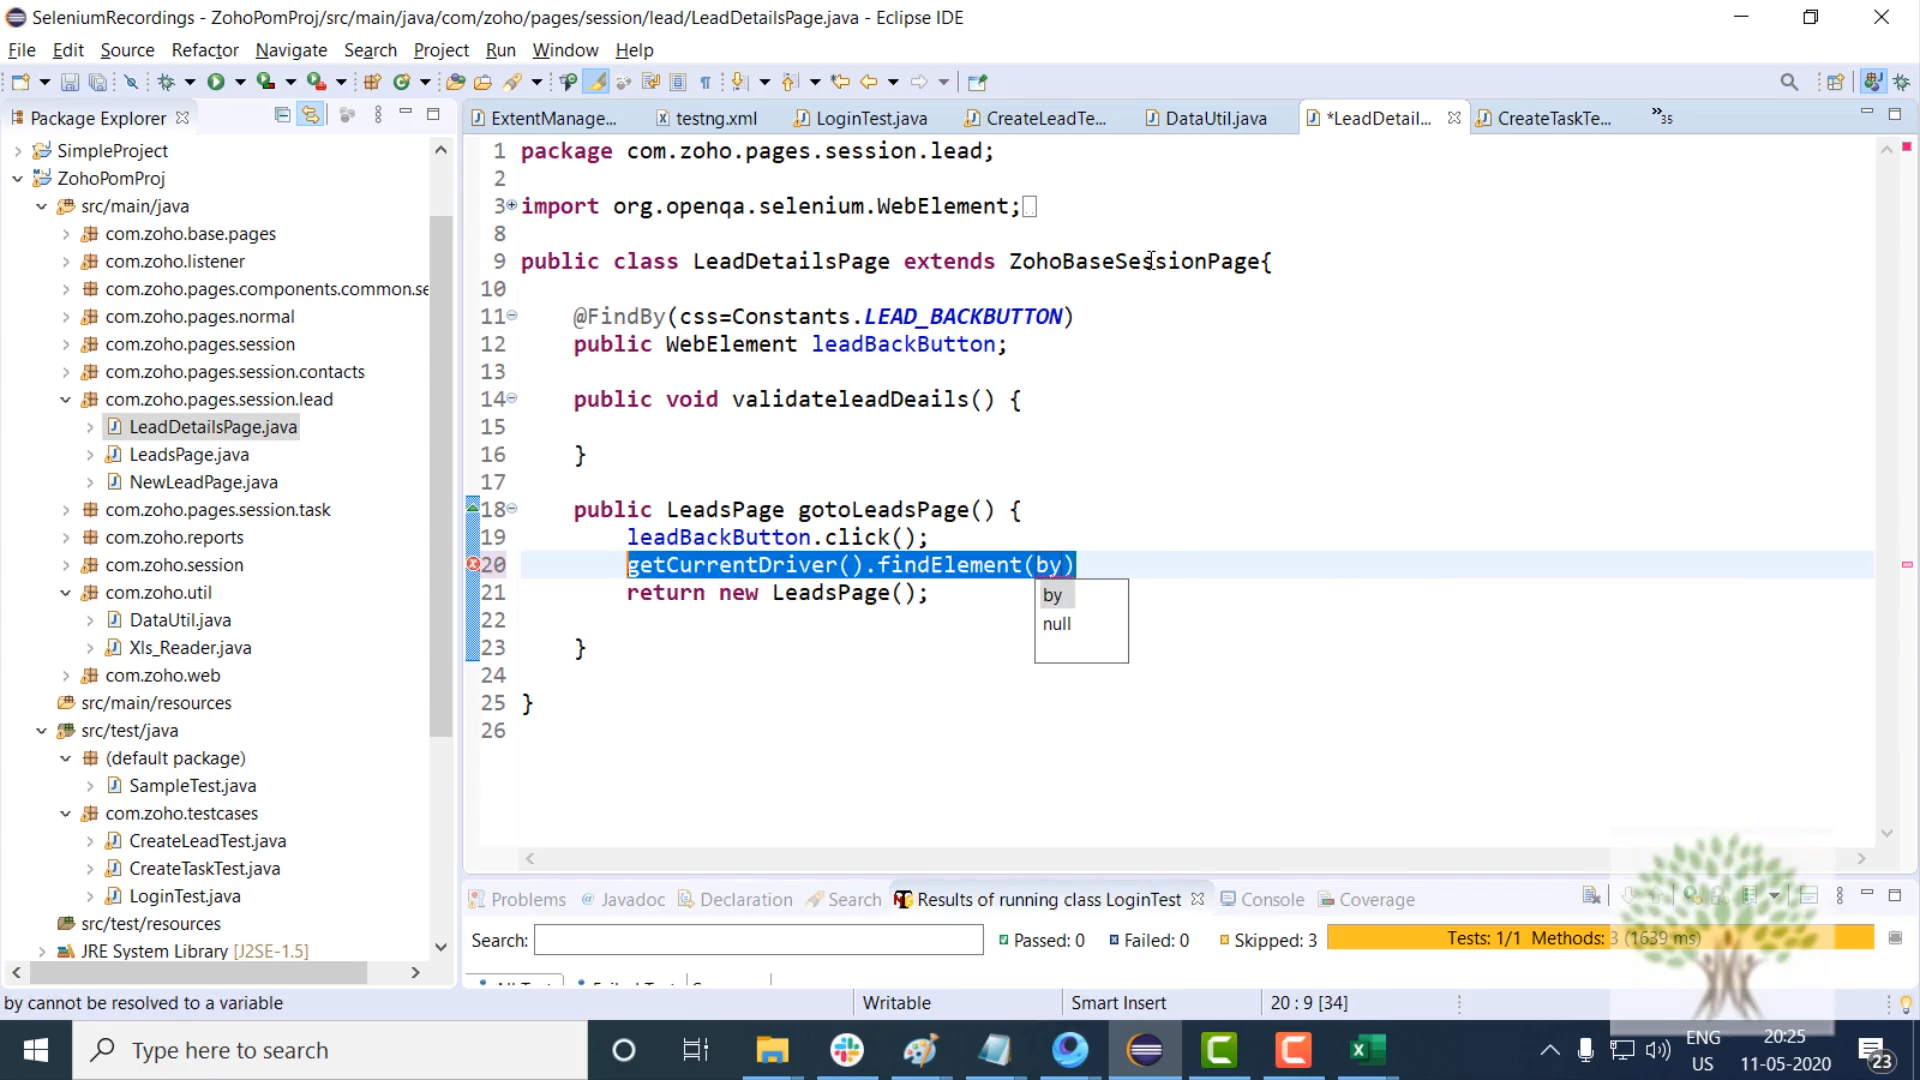 SeleniumRecordings - ZohoPomProj/src/main/java/com/zoho/pages/session/lead/LeadDetailsPage.java - Eclipse IDE
File Edit Source Refactor Navigate Search Project Run Window Help
Package Explorer
ExtentManage...
testng.xml
LoginTest.java
CreateLeadTe...
DataUtil.java
*LeadDetail...
CreateTaskTe...
»35
SimpleProject
ZohoPomProj
src/main/java
com.zoho.base.pages
com.zoho.listener
com.zoho.pages.components.common.se
com.zoho.pages.normal
com.zoho.pages.session
com.zoho.pages.session.contacts
com.zoho.pages.session.lead
LeadDetailsPage.java
LeadsPage.java
NewLeadPage.java
com.zoho.pages.session.task
com.zoho.reports
com.zoho.session
com.zoho.util
DataUtil.java
Xls_Reader.java
com.zoho.web
src/main/resources
src/test/java
(default package)
SampleTest.java
com.zoho.testcases
CreateLeadTest.java
CreateTaskTest.java
LoginTest.java
src/test/resources
JRE System Library [J2SE-1.5]
1 package com.zoho.pages.session.lead;
2
3 import org.openqa.selenium.WebElement;
8
9 public class LeadDetailsPage extends ZohoBaseSessionPage{
10
11 @FindBy(css=Constants.LEAD_BACKBUTTON)
12 public WebElement leadBackButton;
13
14 public void validateleadDeails() {
15
16 }
17
18 public LeadsPage gotoLeadsPage() {
19 leadBackButton.click();
20 getCurrentDriver().findElement(by)
21 return new LeadsPage();
22
23 }
24
25 }
26
by
null
Problems
Javadoc
Declaration
Search
Results of running class LoginTest
Console
Coverage
Search:
Passed: 0
Failed: 0
Skipped: 3
Tests: 1/1 Methods: 3 (1639 ms)
by cannot be resolved to a variable
Writable
Smart Insert
20 : 9 [34]
Type here to search
ENG
US
20:25
11-05-2020
23